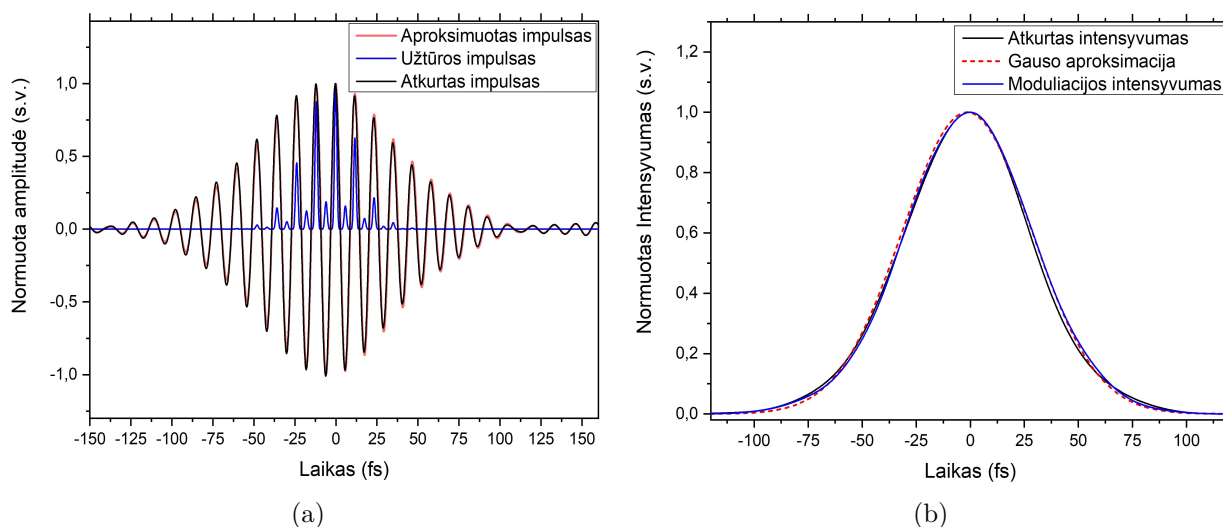 Aproksimuotas impulsas
Užtūros impulsas
Atkurtas impulsas
Normuota amplitudė (s.v.)
1,0
0,5
0,0
-0,5
-1,0
-150 -125 -100 -75 -50 -25 0 25 50 75 100 125 150
Laikas (fs)
(a)
Atkurtas intensyvumas
Gauso aproksimacija
Moduliacijos intensyvumas
Normuotas Intensyvumas (s.v.)
1,2
1,0
0,8
0,6
0,4
0,2
0,0
-100 -75 -50 -25 0 25 50 75 100
Laikas (fs)
(b)